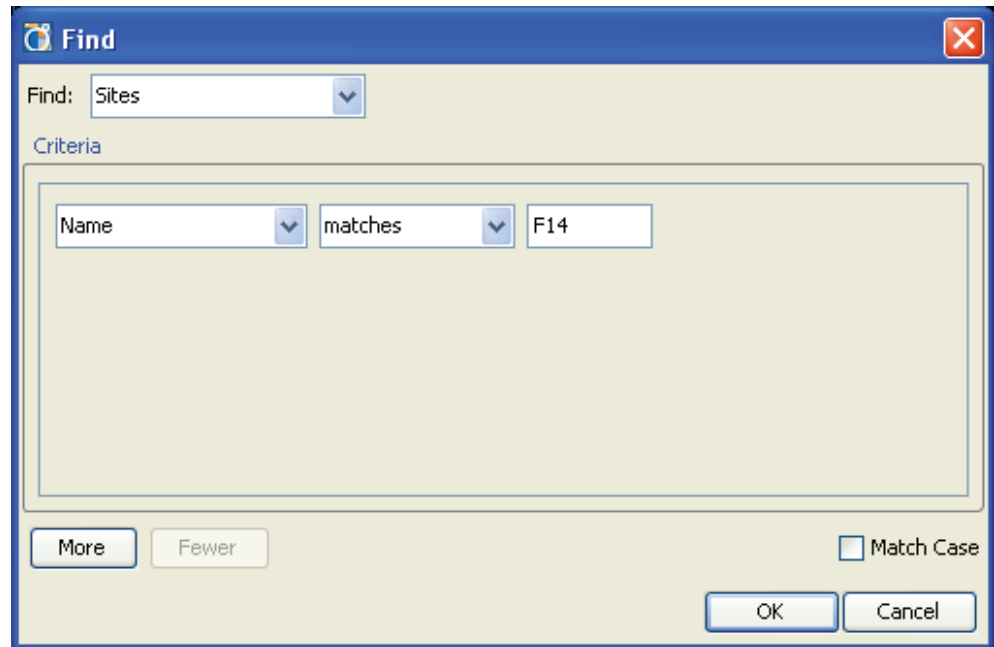 Find
Find: Sites
Criteria
Name matches F14
More Fewer Match Case
OK Cancel